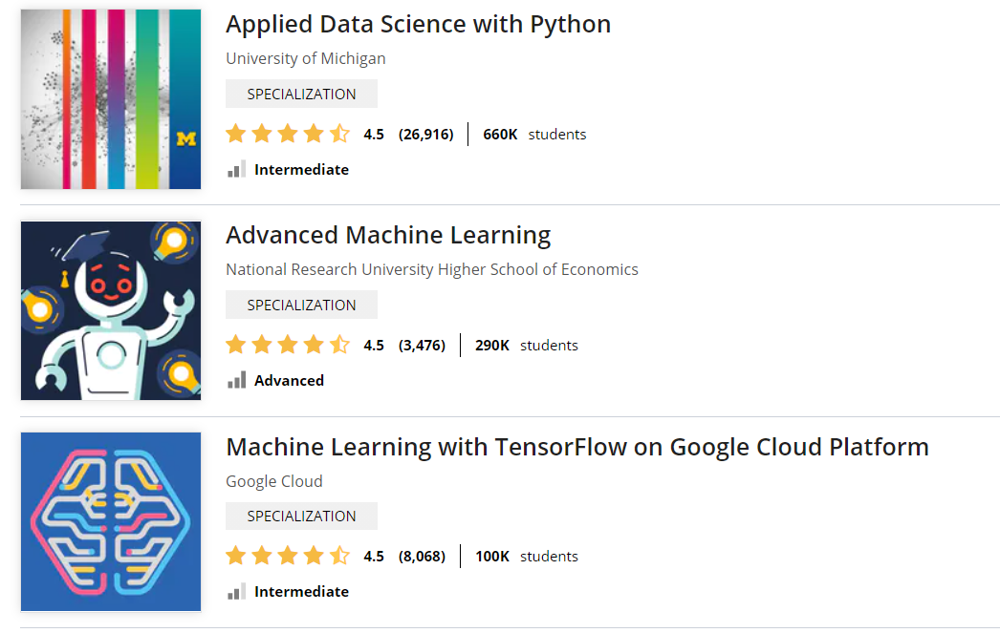 Applied Data Science with Python
University of Michigan
SPECIALIZATION
4.5 (26,916) 660K students
M
Intermediate
Advanced Machine Learning
National Research University Higher School of Economics
SPECIALIZATION
4.5 (3,476) 290K students
Advanced
Machine Learning with TensorFlow on Google Cloud Platform
Google Cloud
SPECIALIZATION
4.5 (8,068) 100K students
Intermediate